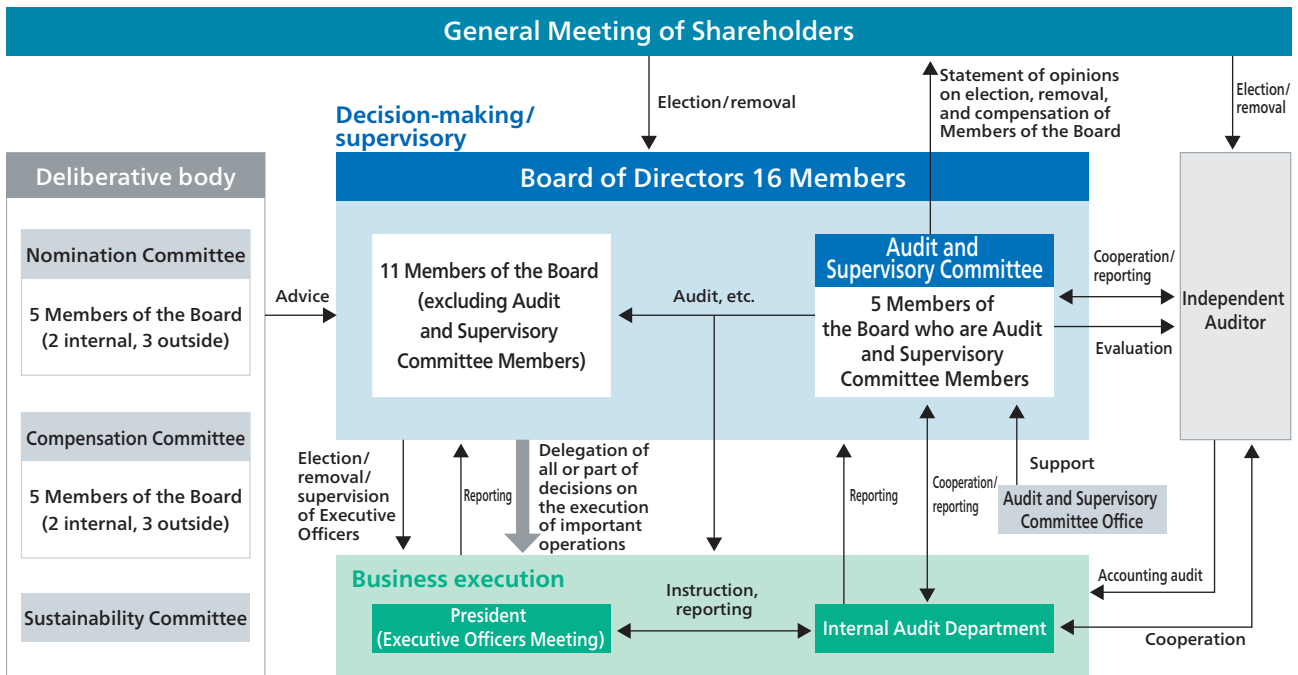 General Meeting of Shareholders
Election/removal
Statement of opinions
on election, removal,
and compensation of
Members of the Board
Election/
removal
Decision-making/
supervisory
Deliberative body
Nomination Committee
5 Members of the Board
(2 internal, 3 outside)
Compensation Committee
5 Members of the Board
(2 internal, 3 outside)
Sustainability Committee
Advice
Board of Directors 16 Members
11 Members of the Board
(excluding Audit
and Supervisory
Committee Members)
Audit, etc.
Audit and
Supervisory Committee
5 Members of
the Board who are Audit
and Supervisory
Committee Members
Cooperation/
reporting
Evaluation
Independent
Auditor
Election/
removal/
supervision
of Executive
Officers
Reporting
Delegation of
all or part of
decisions on
the execution
of important
operations
Reporting
Cooperation/
reporting
Support
Audit and Supervisory
Committee Office
Business execution
President
(Executive Officers Meeting)
Instruction,
reporting
Internal Audit Department
Accounting audit
Cooperation